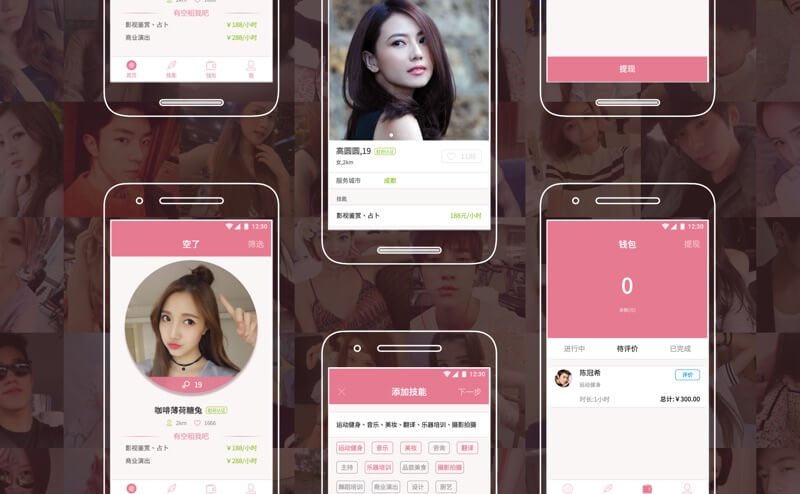 2km
有空租我吧
影视鉴赏、占卜 ￥188/小时
商业演出 ￥288/小时
首页 技能 钱包 我
高圆圆,19
1186
女,2km
服务城市 成都
技能
影视鉴赏、占卜 188元/小时
提现
12:30
空了 筛选
19
咖啡薄荷糖兔
2km 1666
有空租我吧
影视鉴赏、占卜 ￥188/小时
商业演出 ￥288/小时
12:30
添加技能 下一步
运动健身、音乐、美妆、翻译、乐器培训、摄影拍摄
运动健身 音乐 美妆 咨询 翻译
主持 乐器培训 品鉴美食 摄影拍摄
舞蹈培训 商业演出 设计 厨艺
12:30
钱包 提现
0
余额(元)
进行中 待评价 已完成
陈冠希 评价
运动健身
时长:1小时 总计:￥300.00